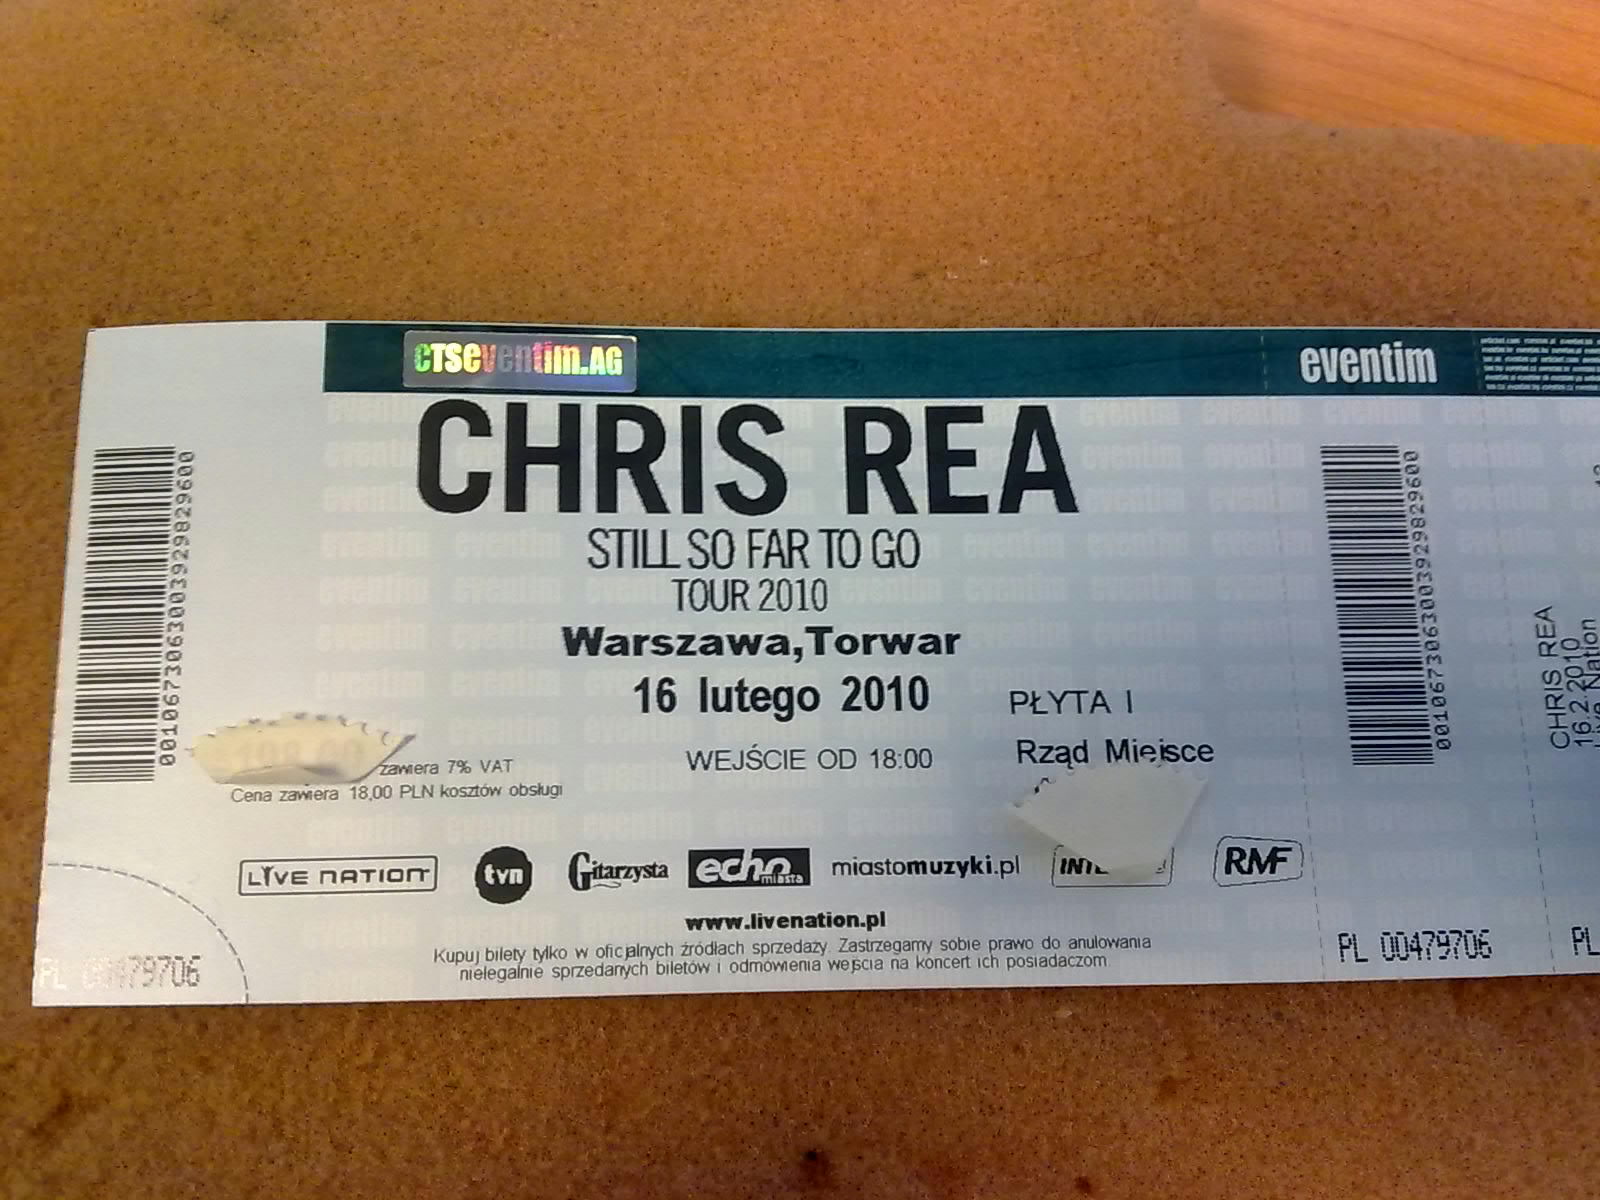 CTSeventim.AG
eventim
CHRIS REA
STILL SO FAR TO GO
TOUR 2010
Warszawa,Torwar
16 lutego 2010
PŁYTA I
WEJŚCIE OD 18:00
Rząd Miejsce
zawiera 7% VAT
Cena zawiera 18,00 PLN kosztów obsługi
LIVE NATION
tvn
Gitarzysta
echo miasta
miastomuzyki.pl
RMF
www.livenation.pl
Kupuj bilety tylko w oficjalnych źródłach sprzedaży. Zastrzegamy sobie prawo do anulowania
nielegalnie sprzedanych biletów i odmówienia wejścia na koncert ich posiadaczom
0010673063003929829600
0010673063003929829600
PL 00479706
PL 00479706
PL
CHRIS REA
16.2.2010
Live Nation